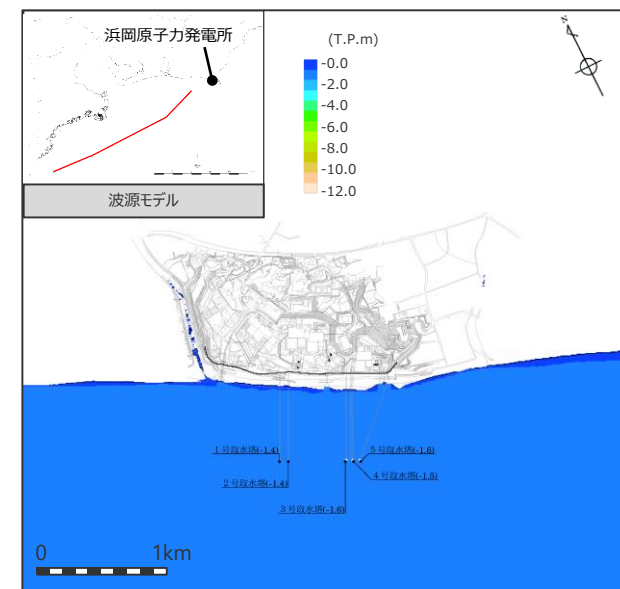 浜岡原子力発電所
波源モデル
(T.P.m)
-0.0
-2.0
-4.0
-6.0
-8.0
-10.0
-12.0
N
1号取水塔(-1.4)
2号取水塔(-1.4)
3号取水塔(-1.6)
4号取水塔(-1.5)
5号取水塔(-1.6)
0 1km